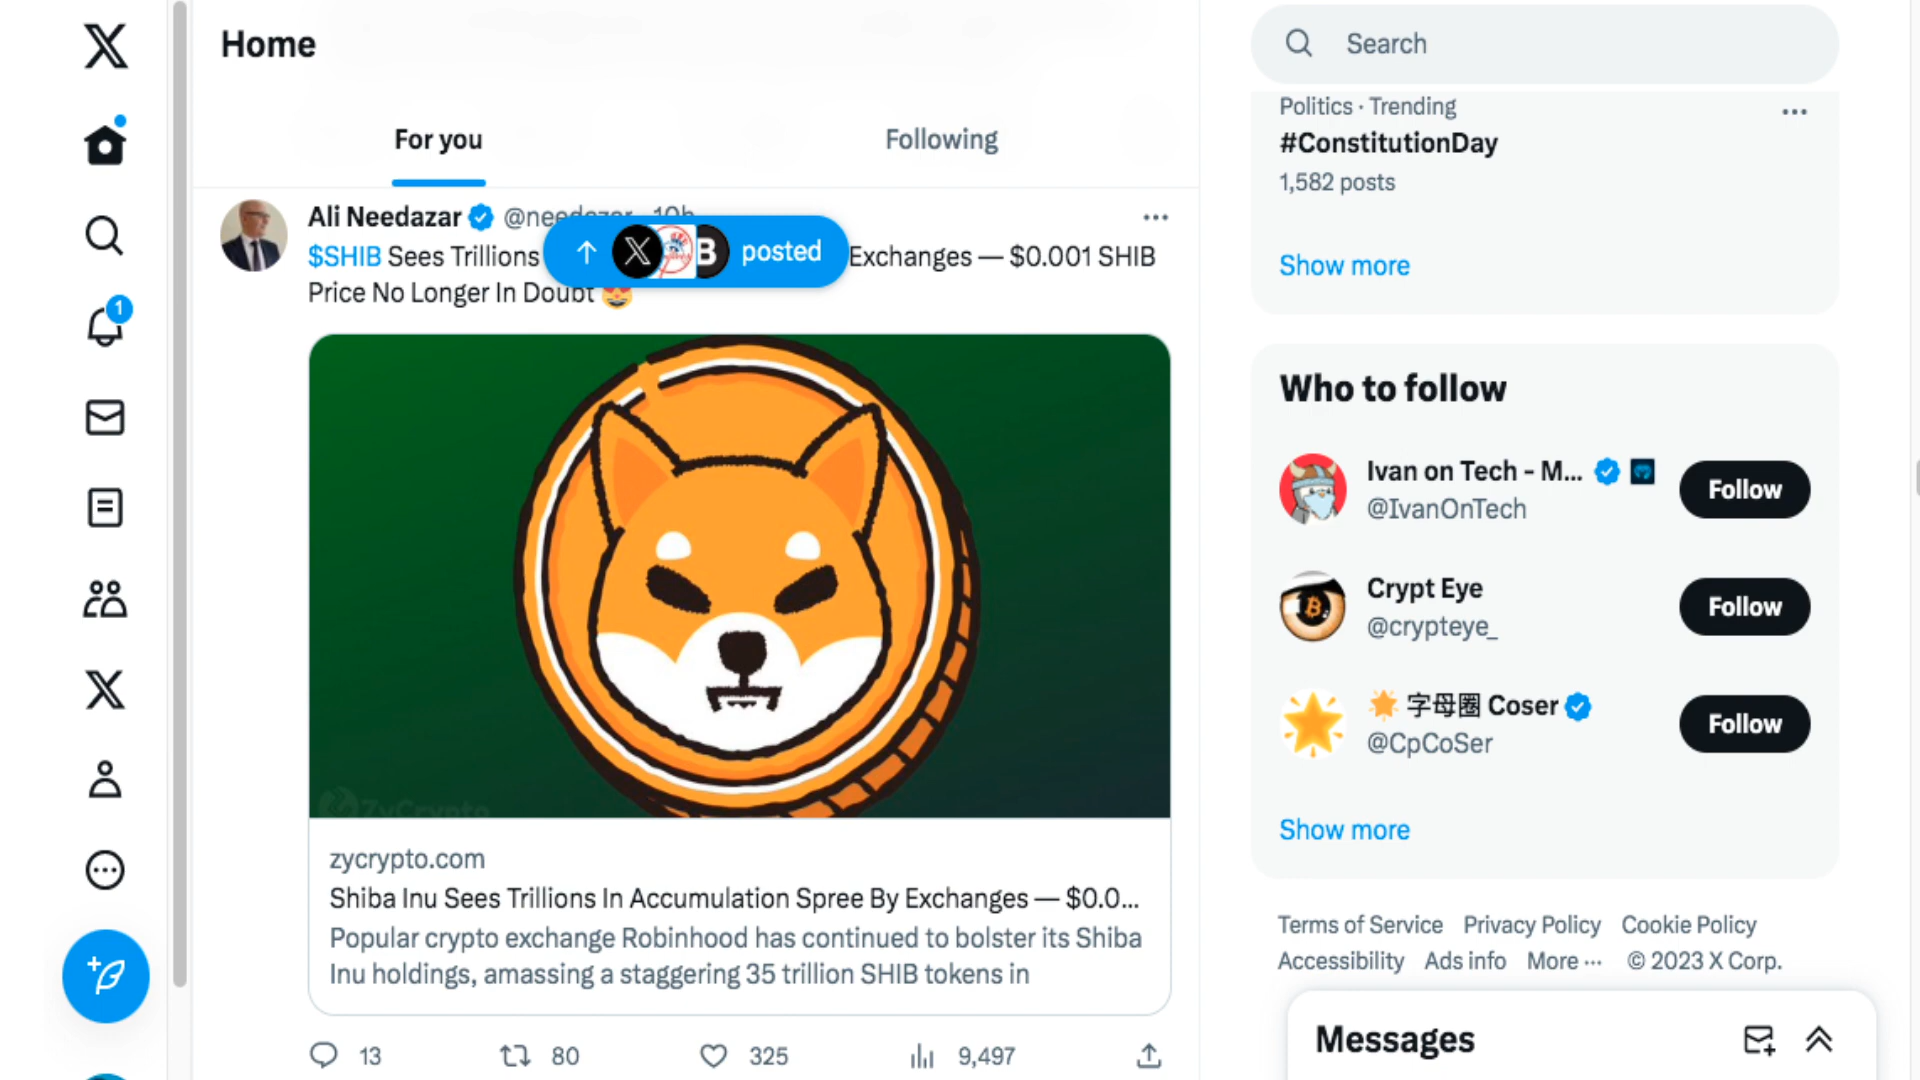 Home
For you
Following
Ali Needazar
$SHIB Sees Trillions Exchanges — $0.001 SHIB
Price No Longer In Doubt
posted
1
B
ZyCrypto
zycrypto.com
Shiba Inu Sees Trillions In Accumulation Spree By Exchanges — $0.0...
Popular crypto exchange Robinhood has continued to bolster its Shiba
Inu holdings, amassing a staggering 35 trillion SHIB tokens in
13 80 325 9,497
Search
Politics · Trending
#ConstitutionDay
1,582 posts
Show more
Who to follow
Ivan on Tech - M...
@IvanOnTech
Follow
Crypt Eye
@crypteye_
Follow
字母圈 Coser
@CpCoSer
Follow
Show more
Terms of Service Privacy Policy Cookie Policy
Accessibility Ads info More ··· © 2023 X Corp.
Messages